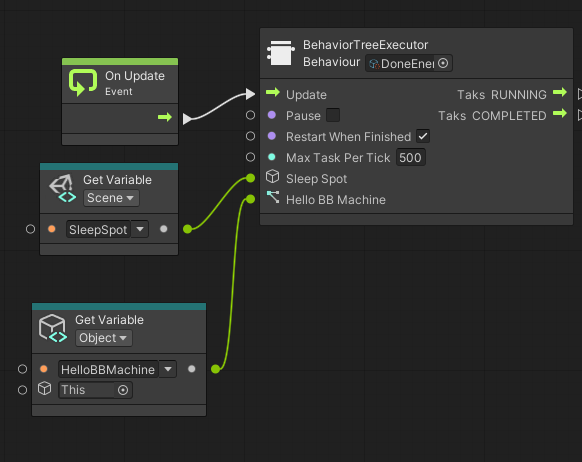 On Update
Event
BehaviorTreeExecutor
Behaviour DoneEner
Update
Taks RUNNING
Pause
Taks COMPLETED
Restart When Finished
Max Task Per Tick 500
Sleep Spot
Hello BB Machine
Get Variable
Scene
SleepSpot
Get Variable
Object
HelloBBMachine
This